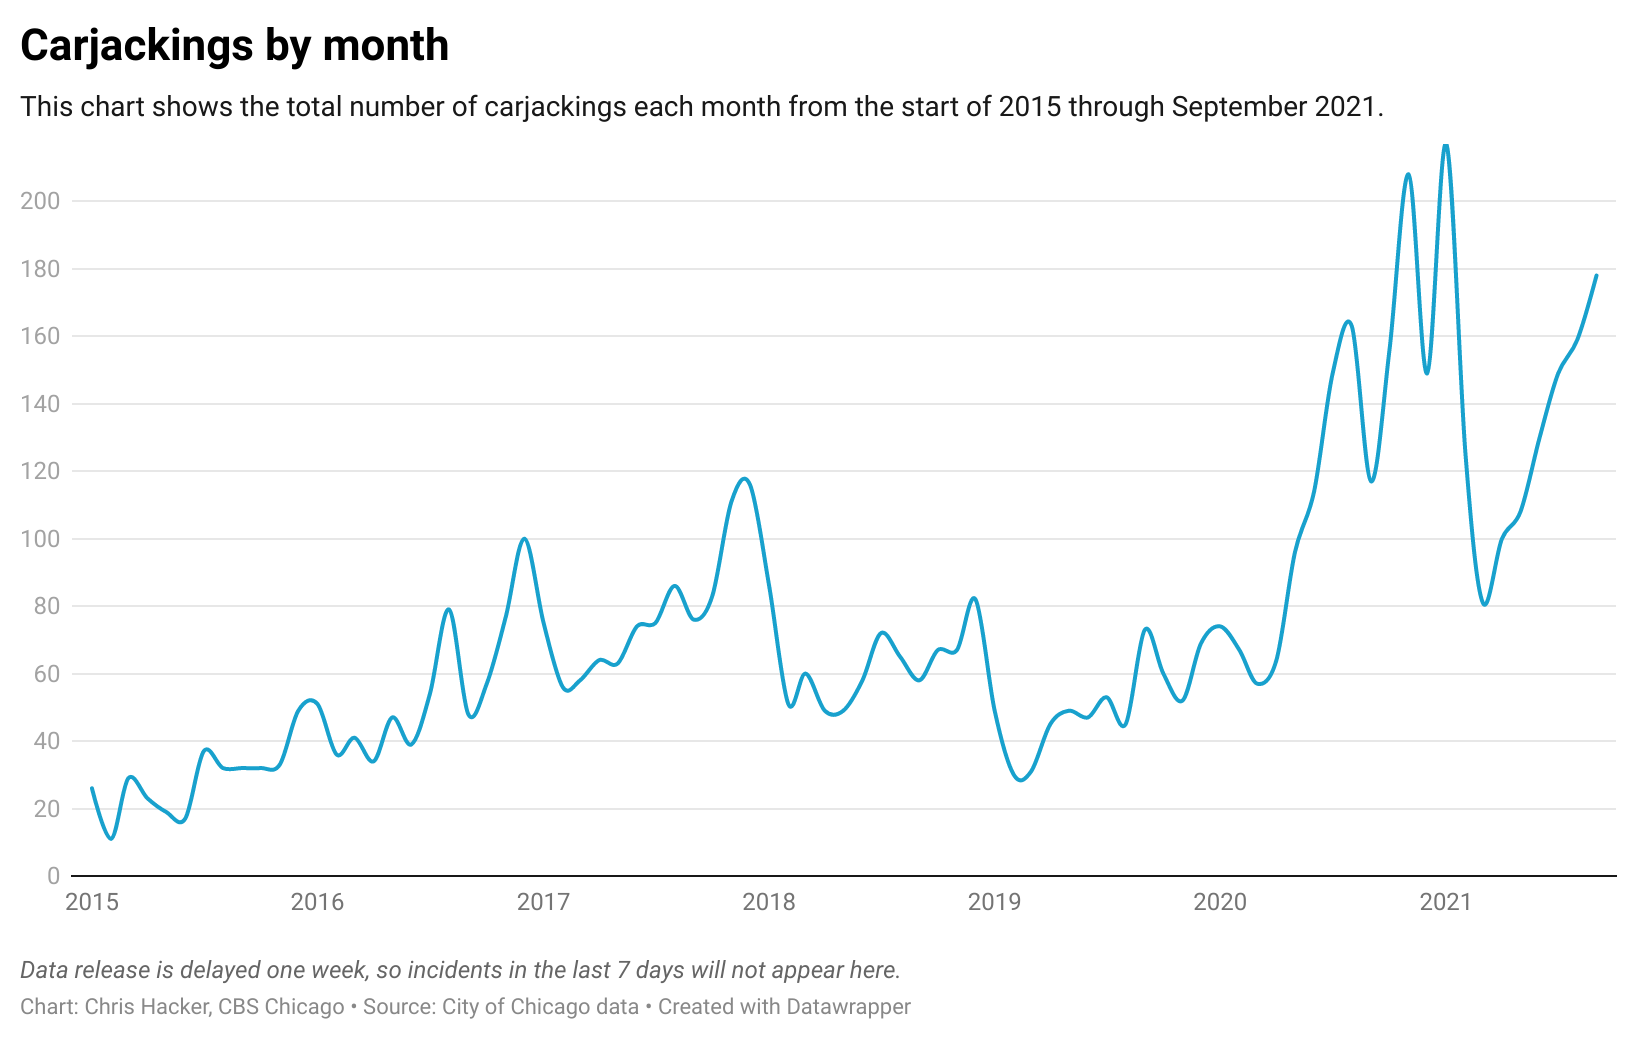 Carjackings by month
This chart shows the total number of carjackings each month from the start of 2015 through September 2021.
200
180
160
140
120
100
80
60
40
20
0
2015 2016 2017 2018 2019 2020 2021
Data release is delayed one week, so incidents in the last 7 days will not appear here.
Chart: Chris Hacker, CBS Chicago • Source: City of Chicago data • Created with Datawrapper